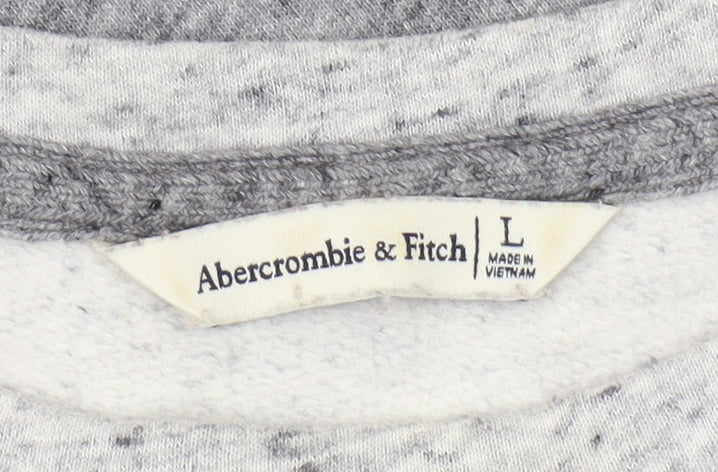 Abercrombie & Fitch
L
MADE IN
VIETNAM